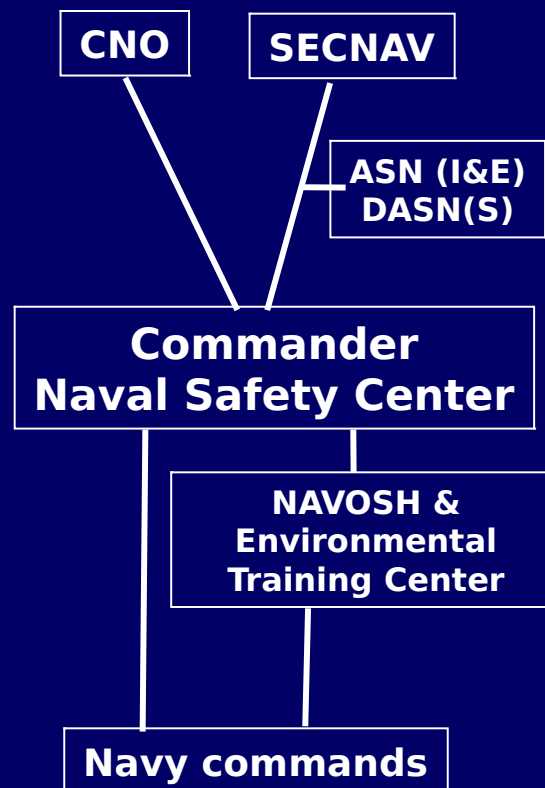 CNO
SECNAV
ASN (I&E)
DASN(S)
Commander
Naval Safety Center
NAVOSH &
Environmental
Training Center
Navy commands